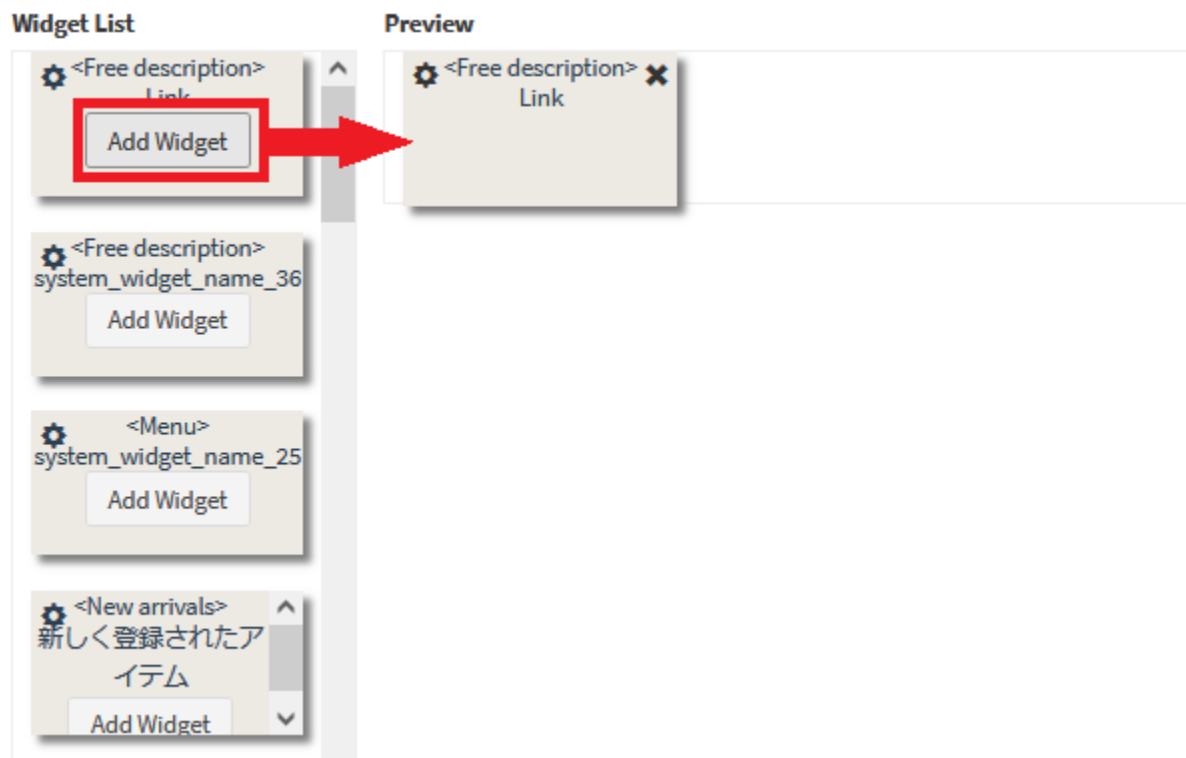 Widget List
<Free description>
Link
Add Widget
<Free description>
system_widget_name_36
Add Widget
<Menu>
system_widget_name_25
Add Widget
<New arrivals>
新しく登録されたア
イテム
Add Widget
Preview
<Free description>
Link